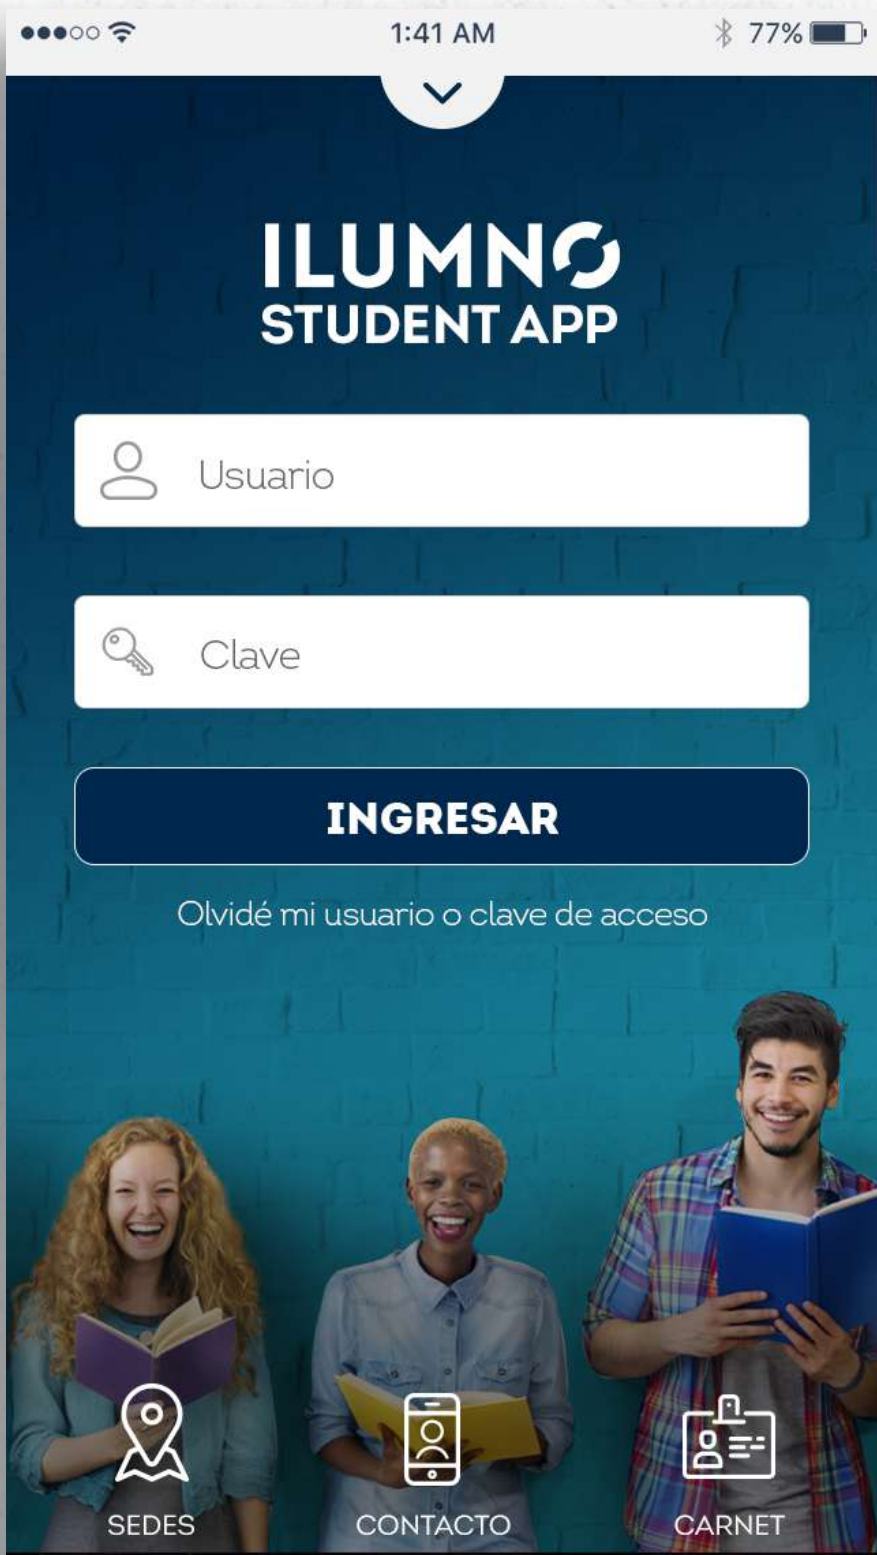 1:41 AM
77%
ILUMNO
STUDENT APP
Usuario
Clave
INGRESAR
Olvidé mi usuario o clave de acceso
SEDES
CONTACTO
CARNET